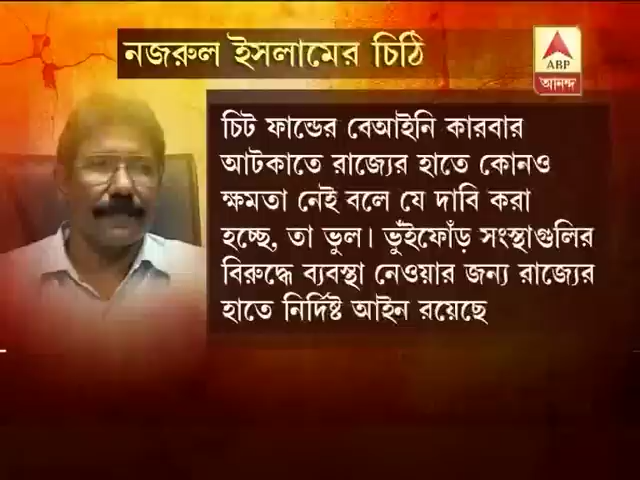 নজরুল ইসলামের চিঠি
ABP
আনন্দ
চিট ফান্ডের বেআইনি কারবার
আটকাতে রাজ্যের হাতে কোনও
ক্ষমতা নেই বলে যে দাবি করা
হচ্ছে, তা ভুল। ভুঁইফোঁড় সংস্থাগুলির
বিরুদ্ধে ব্যবস্থা নেওয়ার জন্য রাজ্যের
হাতে নির্দিষ্ট আইন রয়েছে